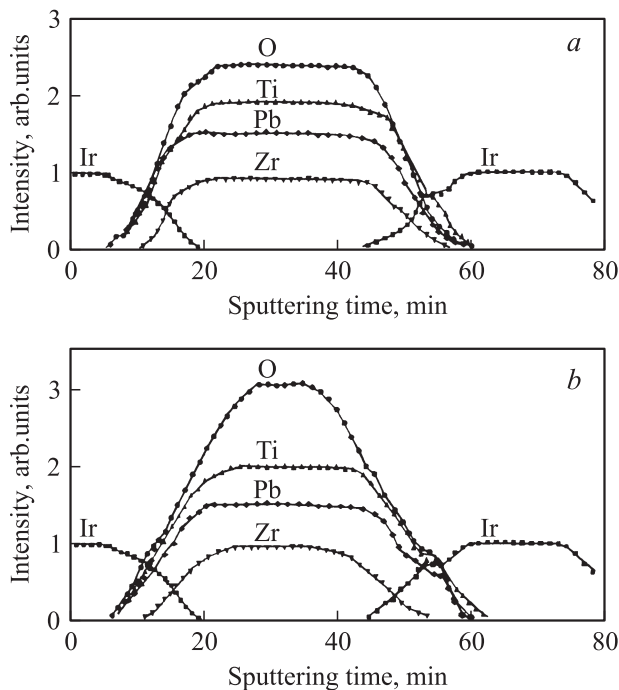 3
a
O
2
Ti
Pb
Ir
Ir
1
Zr
0
0
20
40
60
80
Sputtering time, min
Intensity, arb.units
b
O
3
Ti
2
Pb
Ir
Ir
1
Zr
0
0
20
40
60
80
Sputtering time, min
Intensity, arb.units